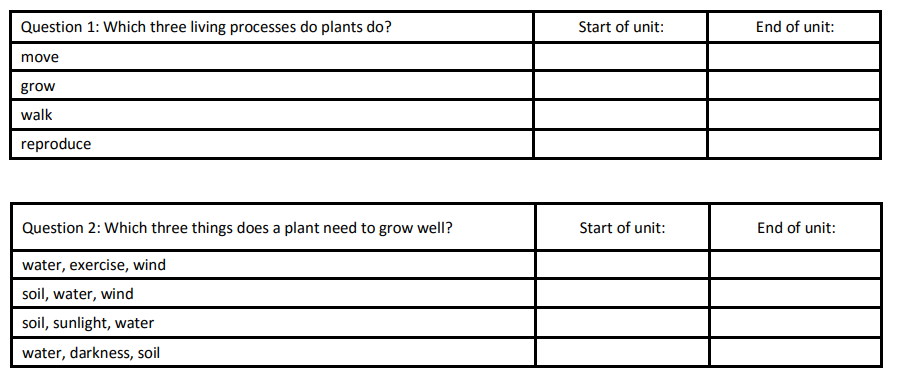 Question 1: Which three living processes do plants do? Start of unit: End of unit:
move
grow
walk
reproduce
Question 2: Which three things does a plant need to grow well? Start of unit: End of unit:
water, exercise, wind
soil, water, wind
soil, sunlight, water
water, darkness, soil